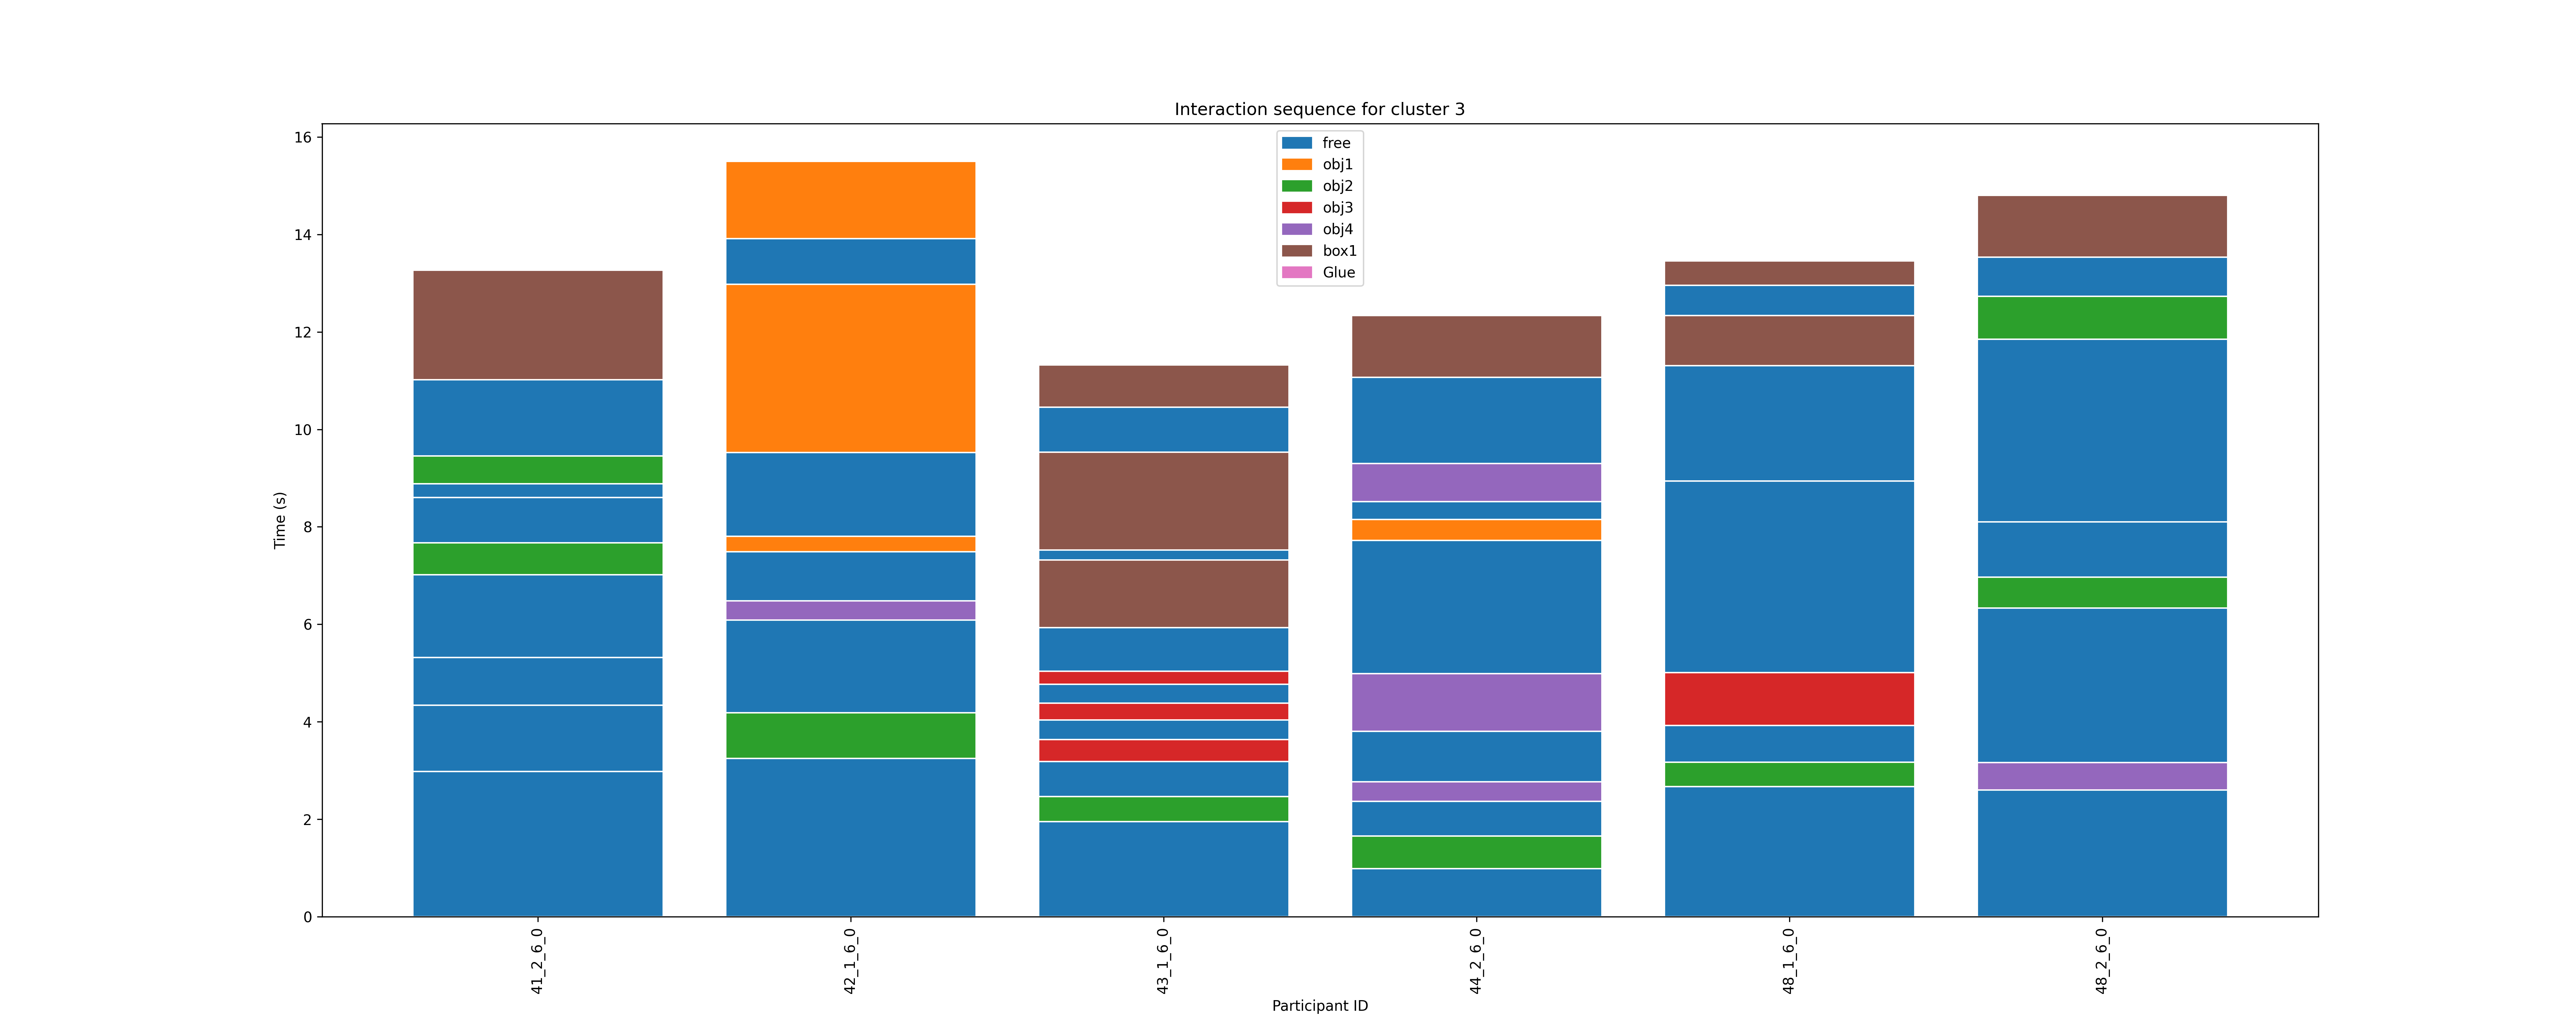 Interaction sequence for cluster 3
free
obj1
obj2
obj3
obj4
box1
Glue
Time (s)
16
14
12
10
8
6
4
2
0
41_2_6_0
42_1_6_0
43_1_6_0
44_2_6_0
48_1_6_0
48_2_6_0
Participant ID